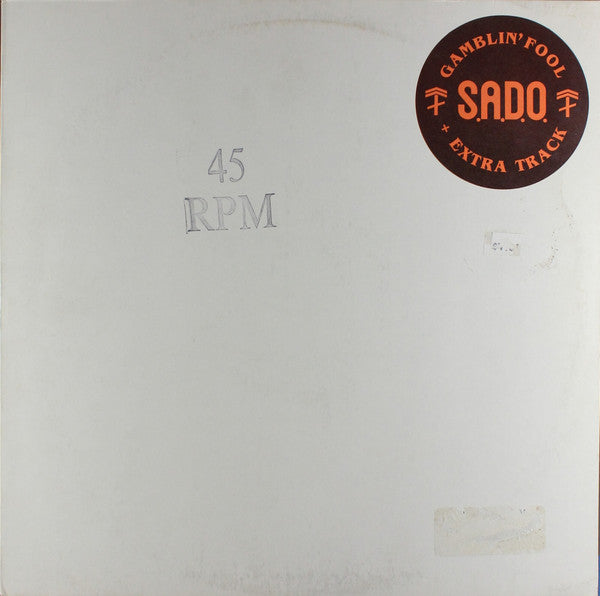 GAMBLIN' FOOL
S.A.D.O.
+ EXTRA TRACK
45
RPM